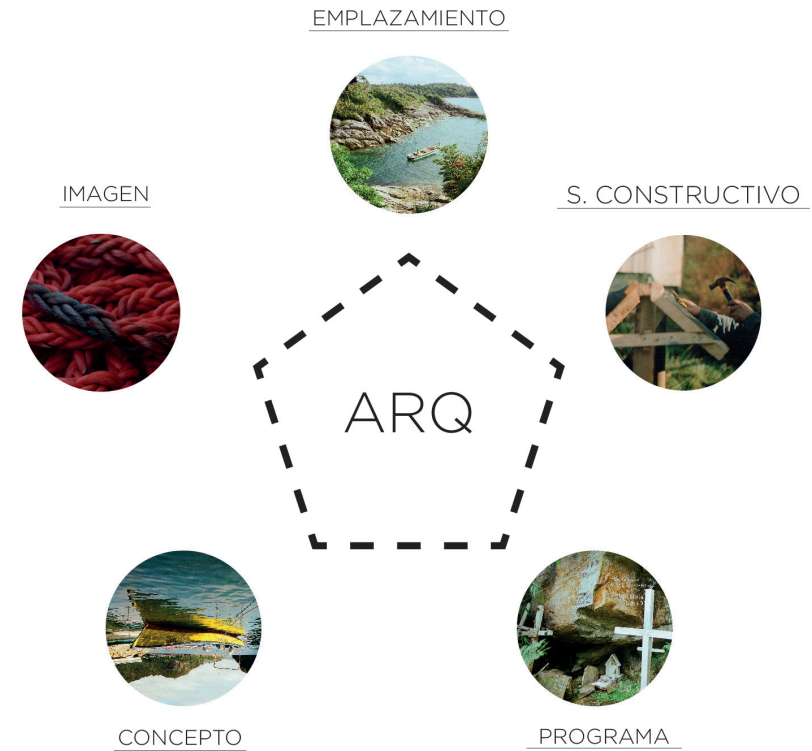 EMPLAZAMIENTO
IMAGEN
S. CONSTRUCTIVO
ARQ
CONCEPTO
PROGRAMA